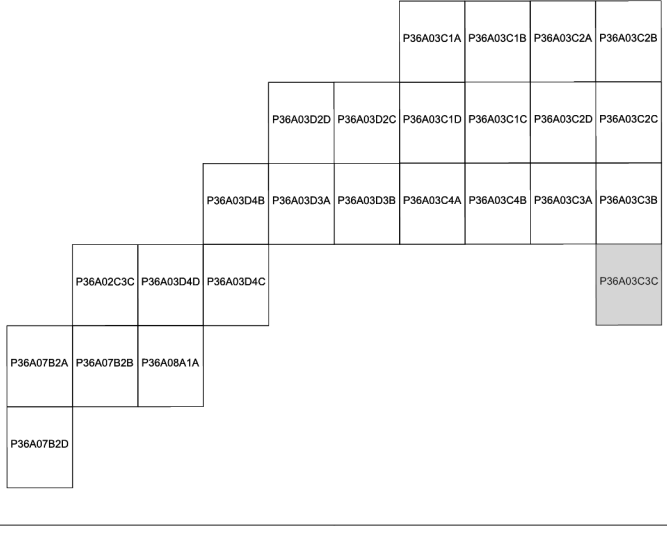 P36A03C1A P36A03C1B P36A03C2A P36A03C2B
P36A03D2D P36A03D2C P36A03C1D P36A03C1C P36A03C2D P36A03C2C
P36A03D4B P36A03D3A P36A03D3B P36A03C4A P36A03C4B P36A03C3A P36A03C3B
P36A02C3C P36A03D4D P36A03D4C P36A03C3C
P36A07B2A P36A07B2B P36A08A1A
P36A07B2D